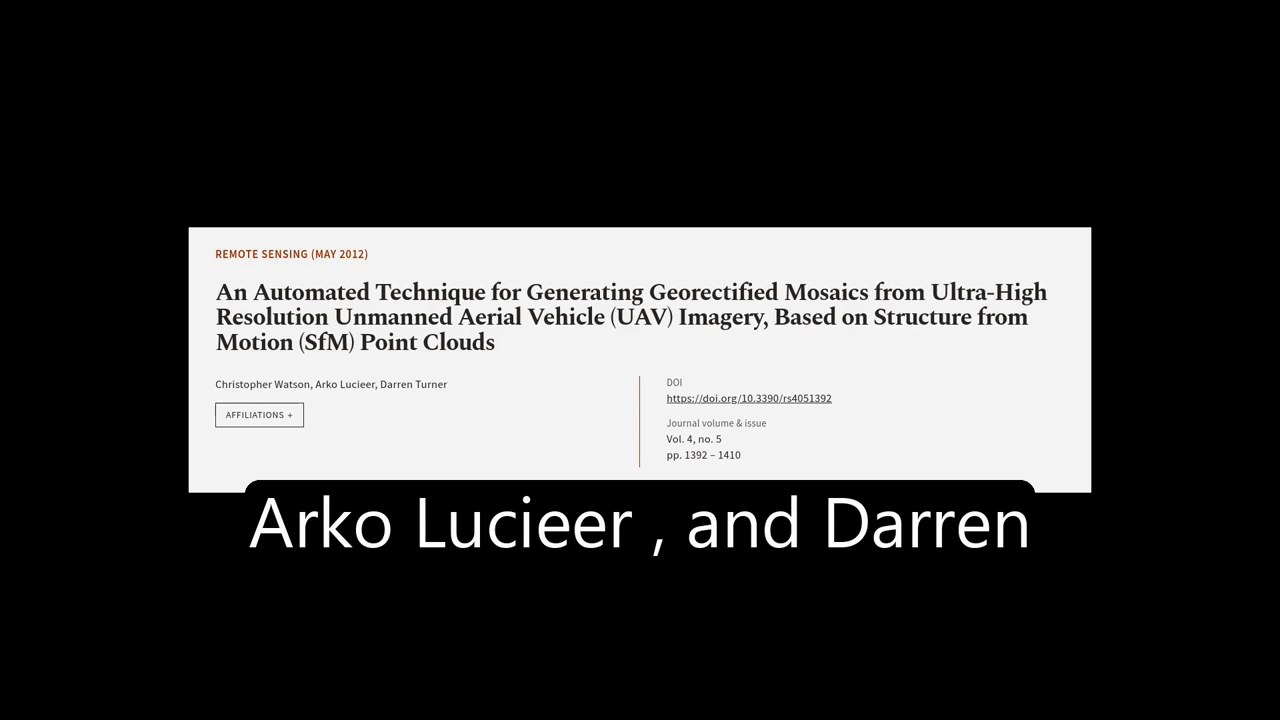 REMOTE SENSING (MAY 2012)
An Automated Technique for Generating Georectified Mosaics from Ultra-High
Resolution Unmanned Aerial Vehicle (UAV) Imagery, Based on Structure from
Motion (SfM) Point Clouds
Christopher Watson, Arko Lucieer, Darren Turner
AFFILIATIONS +
DOI
https://doi.org/10.3390/rs4051392
Journal volume & issue
Vol. 4, no. 5
pp. 1392 – 1410
Arko Lucieer , and Darren